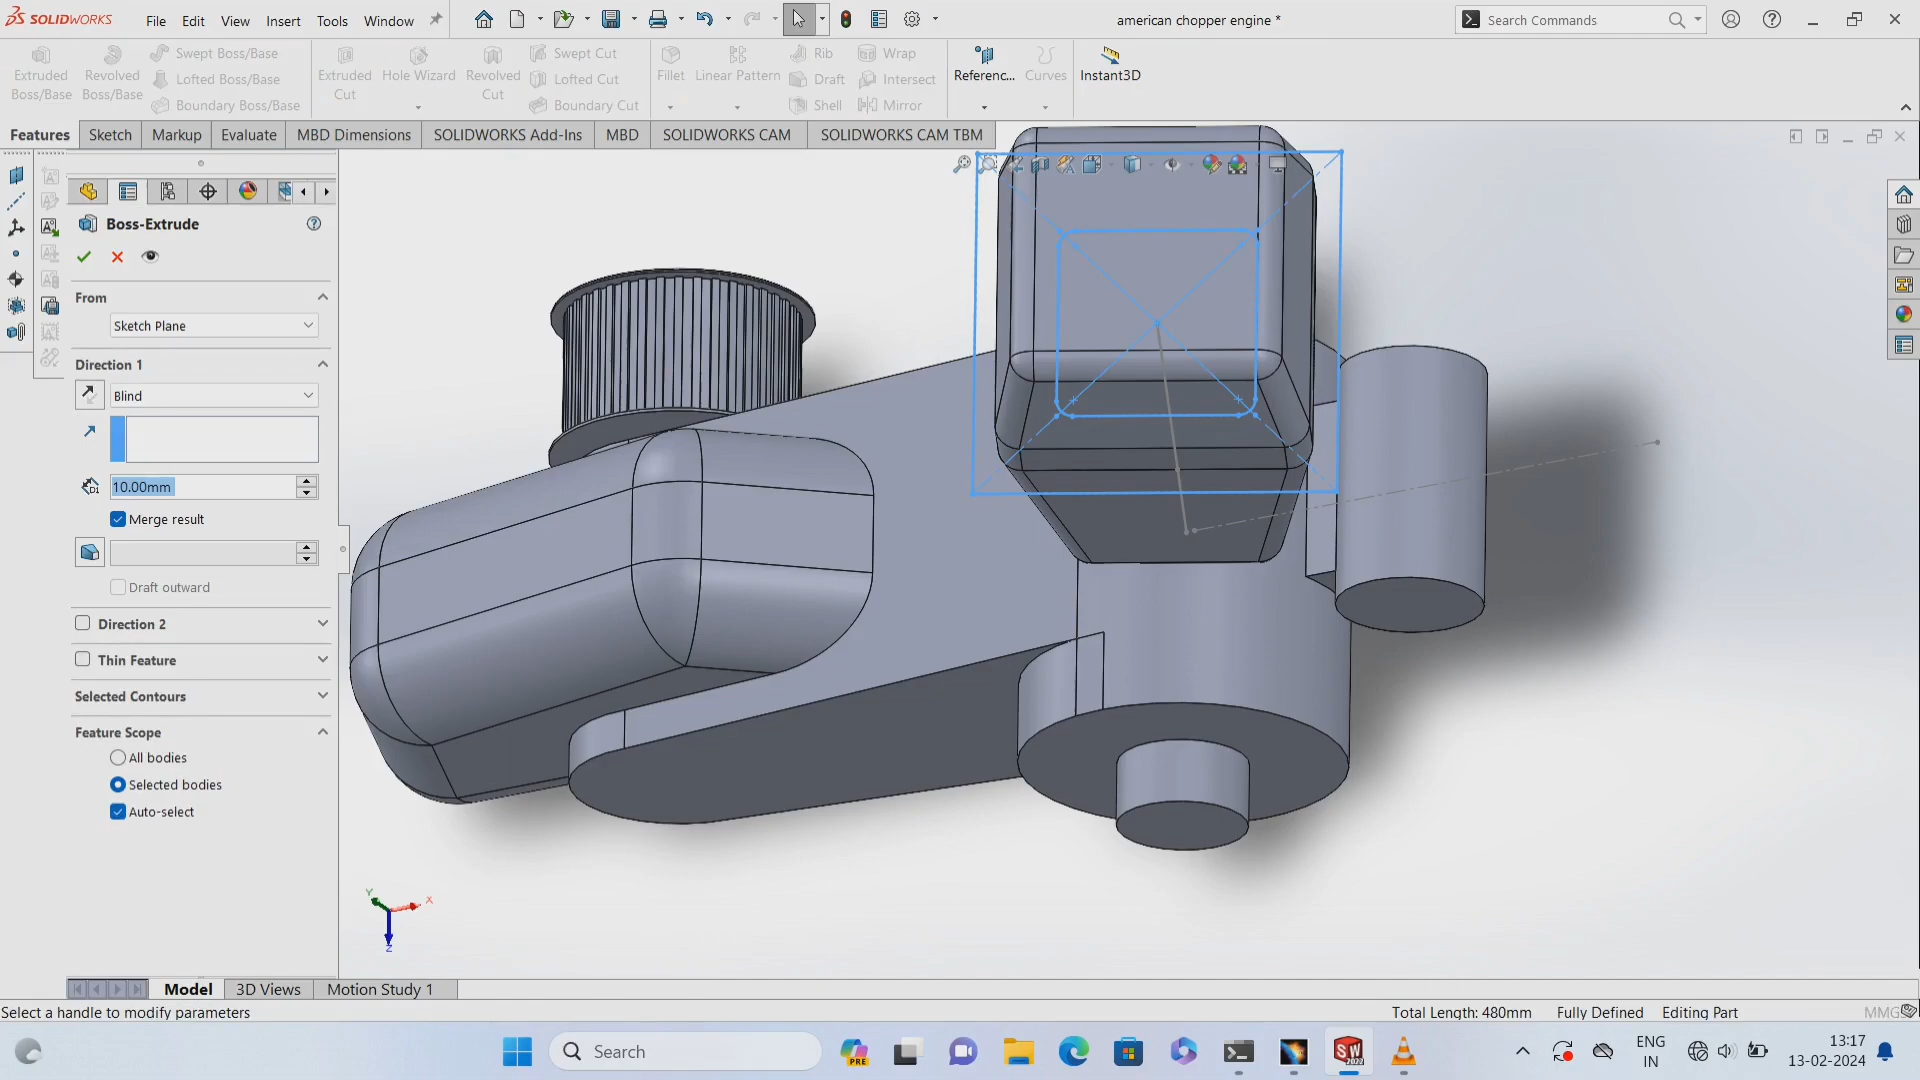 SOLIDWORKS File Edit View Insert Tools Window american chopper engine * Search Commands
Extruded Boss/Base
Revolved Boss/Base
Swept Boss/Base
Lofted Boss/Base
Boundary Boss/Base
Extruded Cut
Hole Wizard
Revolved Cut
Swept Cut
Lofted Cut
Boundary Cut
Fillet
Linear Pattern
Rib
Draft
Shell
Wrap
Intersect
Mirror
Referenc...
Curves
Instant3D
Features Sketch Markup Evaluate MBD Dimensions SOLIDWORKS Add-Ins MBD SOLIDWORKS CAM SOLIDWORKS CAM TBM
Boss-Extrude
From
Sketch Plane
Direction 1
Blind
D1
10.00mm
Merge result
Draft outward
Direction 2
Thin Feature
Selected Contours
Feature Scope
All bodies
Selected bodies
Auto-select
Y
X
Z
Model 3D Views Motion Study 1
Select a handle to modify parameters Total Length: 480mm Fully Defined Editing Part MMGS
Search
PRE
SW
ENG
IN
13:17
13-02-2024